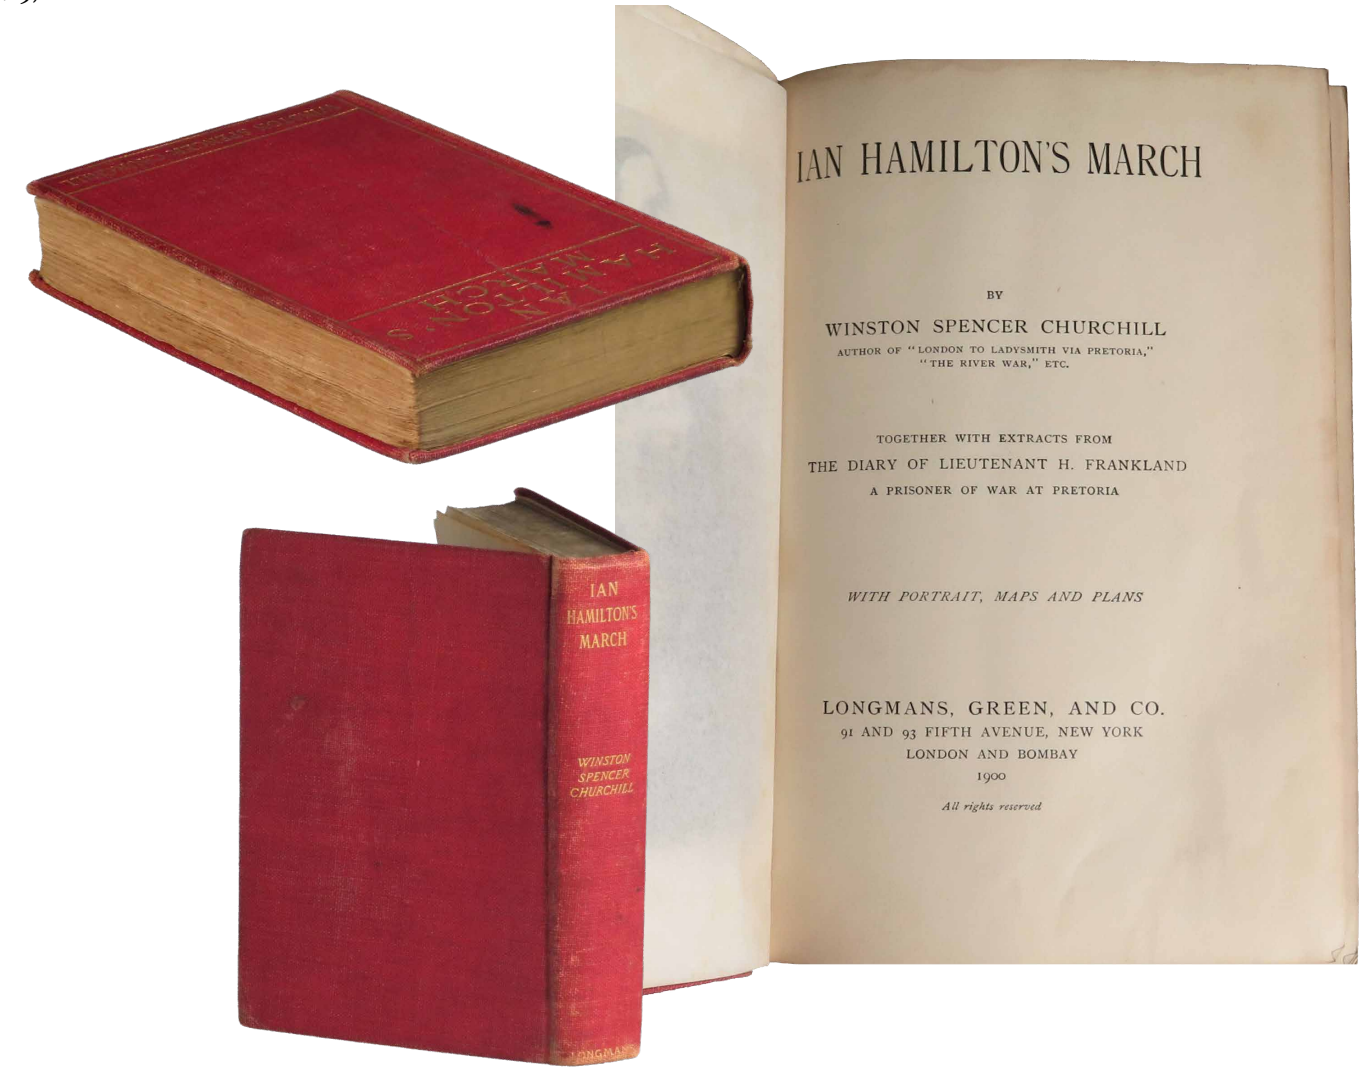 WINSTON SPENCER CHURCHILL
IAN
HAMILTON'S
MARCH
IAN
HAMILTON'S
MARCH
WINSTON
SPENCER
CHURCHILL
LONGMANS
IAN HAMILTON'S MARCH
BY
WINSTON SPENCER CHURCHILL
AUTHOR OF "LONDON TO LADYSMITH VIA PRETORIA,"
"THE RIVER WAR," ETC.
TOGETHER WITH EXTRACTS FROM
THE DIARY OF LIEUTENANT H. FRANKLAND
A PRISONER OF WAR AT PRETORIA
WITH PORTRAIT, MAPS AND PLANS
LONGMANS, GREEN, AND CO.
91 AND 93 FIFTH AVENUE, NEW YORK
LONDON AND BOMBAY
1900
All rights reserved